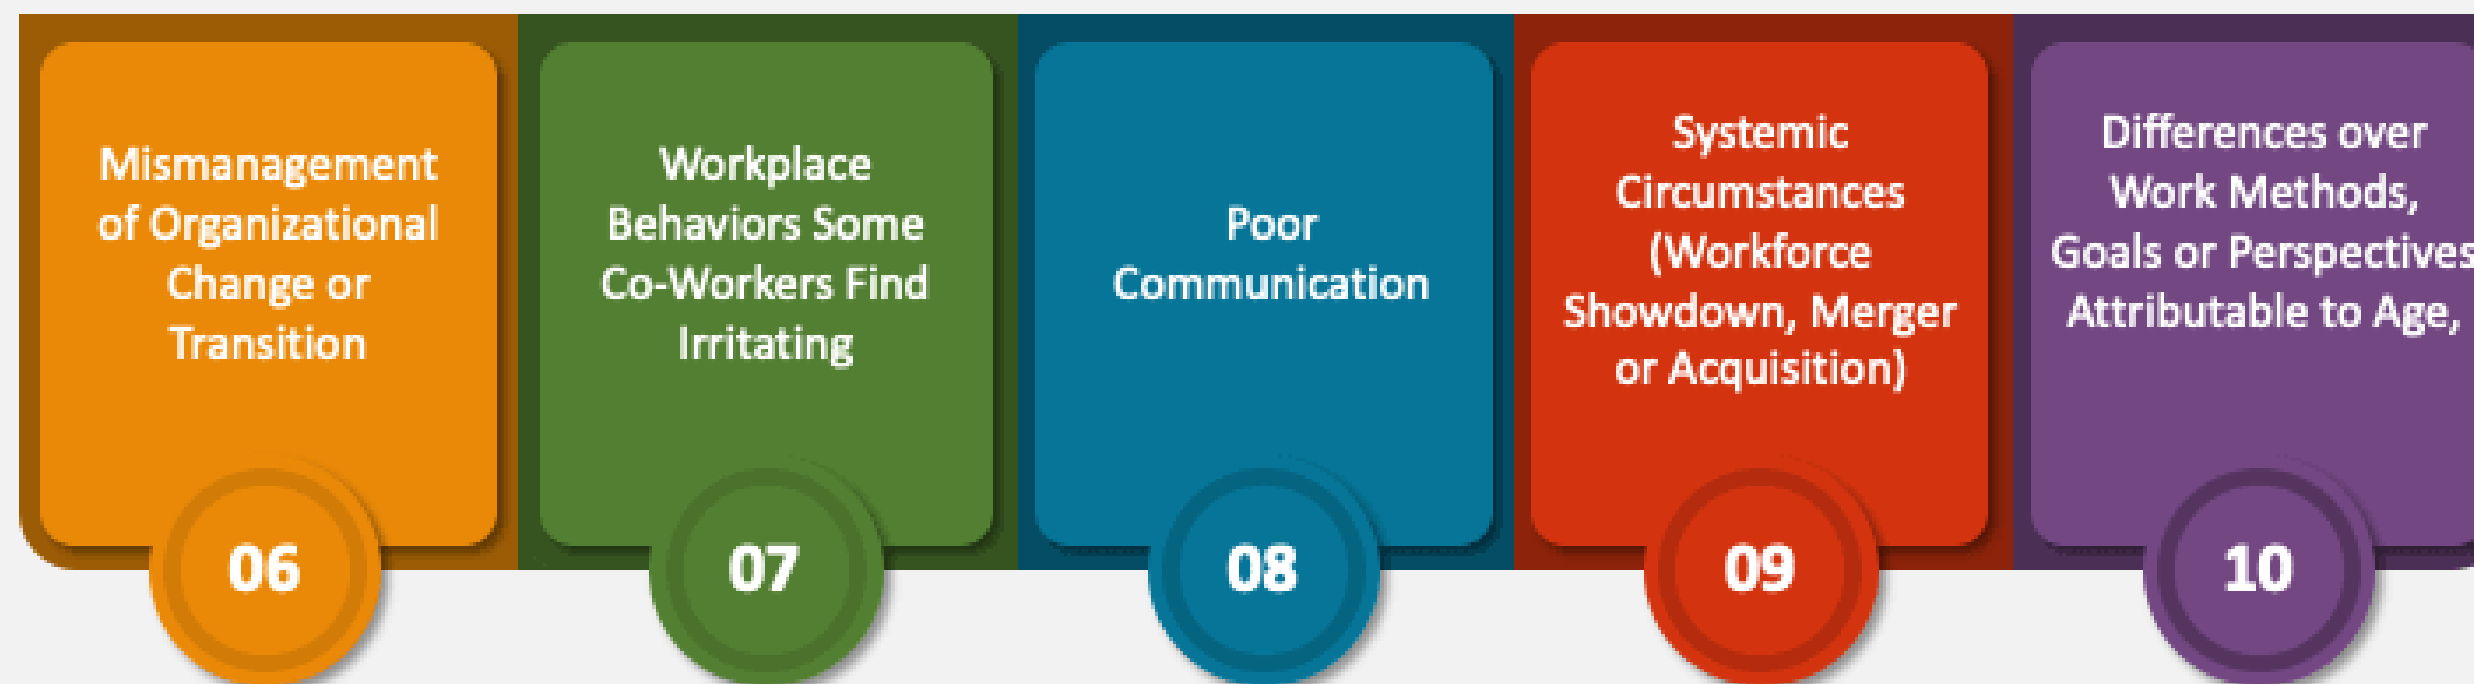 Mismanagement
of Organizational
Change or
Transition
06
Workplace
Behaviors Some
Co-Workers Find
Irritating
07
Poor
Communication
08
Systemic
Circumstances
(Workforce
Showdown, Merger
or Acquisition)
09
Differences over
Work Methods,
Goals or Perspectives
Attributable to Age,
10